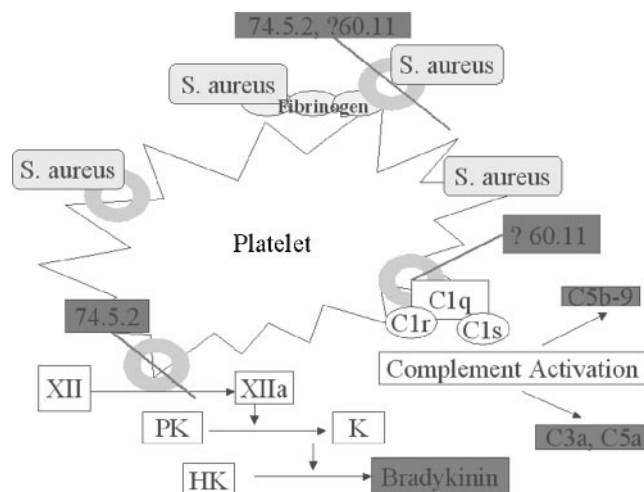 74.5.2, ?60.11
S. aureus
S. aureus
Fibrinogen
S. aureus
S. aureus
Platelet
? 60.11
C5b-9
C1q
74.5.2
C1r
C1s
Complement Activation
XII
XIIa
PK
K
C3a, C5a
HK
Bradykinin